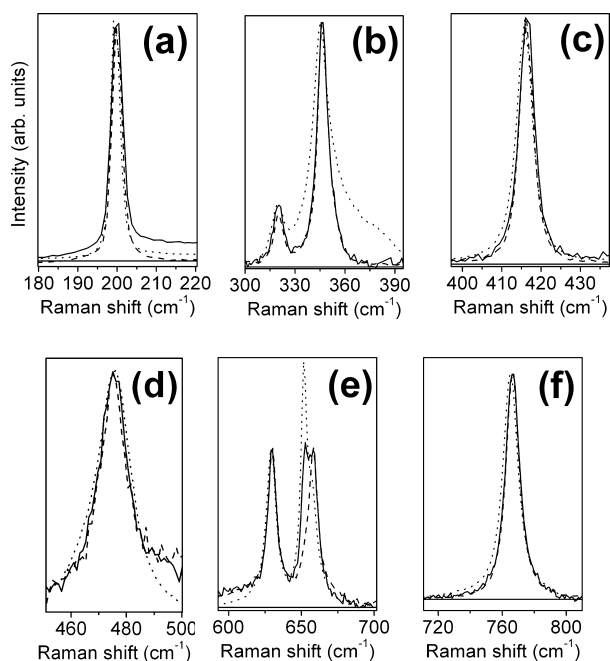 (a)
(b)
(c)
Intensity (arb. units)
180 190 200 210 220
300 330 360 390
400 410 420 430
Raman shift (cm-1)
Raman shift (cm-1)
Raman shift (cm-1)
(d)
(e)
(f)
460 480 500
600 650 700
720 760 800
Raman shift (cm-1)
Raman shift (cm-1)
Raman shift (cm-1)